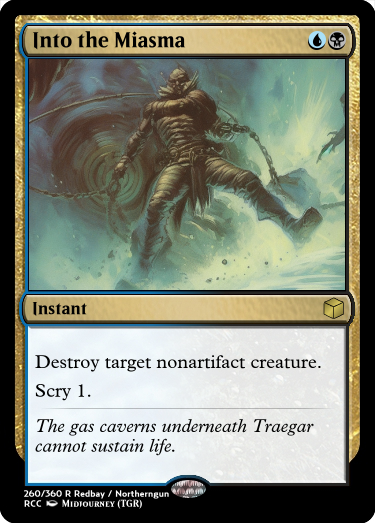 Into the Miasma
Instant
Destroy target nonartifact creature.
Scry 1.
The gas caverns underneath Traegar
cannot sustain life.
260/360 R Redbay / Northerngun
RCC Midjourney (TGR)